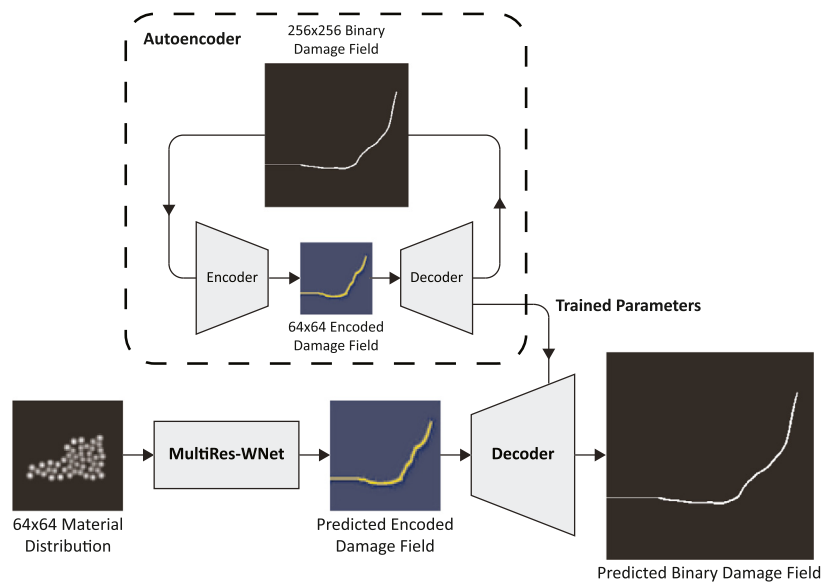 Autoencoder
256x256 Binary
Damage Field
Encoder
Decoder
64x64 Encoded
Damage Field
Trained Parameters
MultiRes-WNet
Decoder
64x64 Material
Distribution
Predicted Encoded
Damage Field
Predicted Binary Damage Field